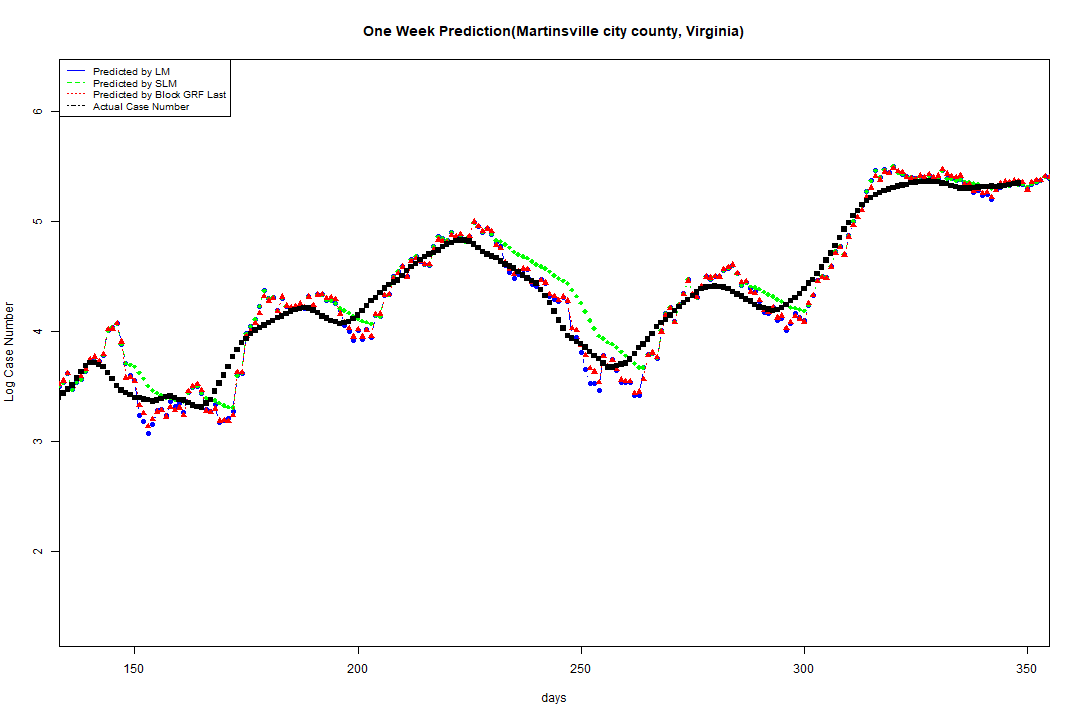 One Week Prediction(Martinsville city county, Virginia)
Predicted by LM
Predicted by SLM
Predicted by Block GRF Last
Actual Case Number
6
5
4
3
2
Log Case Number
150 200 250 300 350
days